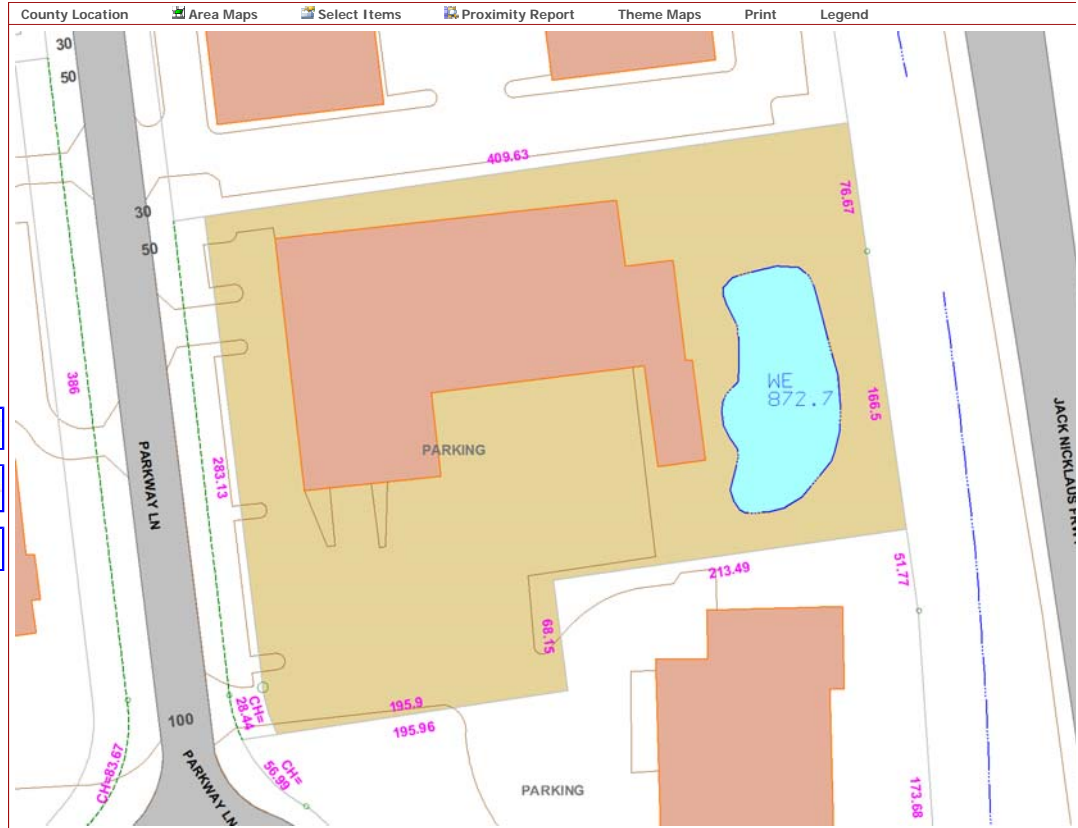 County Location Area Maps Select Items Proximity Report Theme Maps Print Legend
30
50
409.63
76.67
30
50
386
WE
872.7
166.5
PARKING
PARKWAY LN
283.13
JACK NICKLAUS PKWY
51.77
213.49
68.15
CH=
28.44
195.9
195.96
100
CH=83.67
PARKWAY LN
CH=
56.99
PARKING
173.68